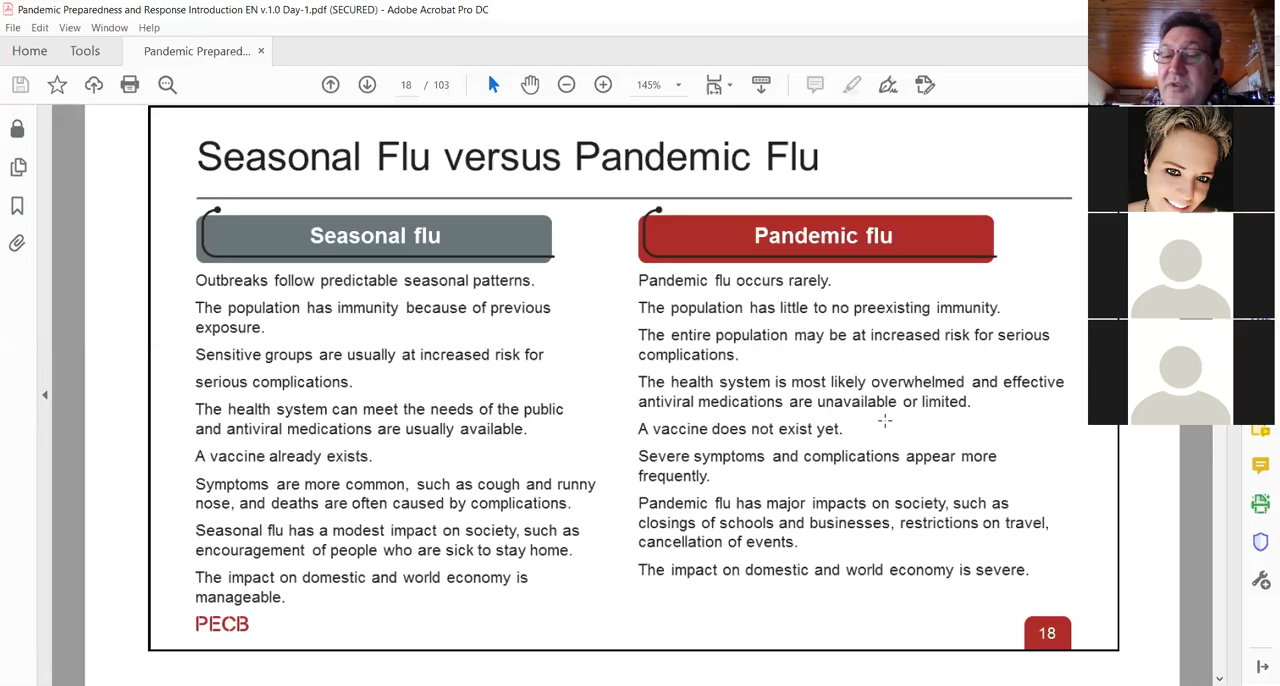 Pandemic Preparedness and Response Introduction EN v.1.0 Day-1.pdf (SECURED) - Adobe Acrobat Pro DC
File Edit View Window Help
Home Tools Pandemic Prepared... ×
18 / 103 145%
Seasonal Flu versus Pandemic Flu
Seasonal flu
Outbreaks follow predictable seasonal patterns.
The population has immunity because of previous
exposure.
Sensitive groups are usually at increased risk for
serious complications.
The health system can meet the needs of the public
and antiviral medications are usually available.
A vaccine already exists.
Symptoms are more common, such as cough and runny
nose, and deaths are often caused by complications.
Seasonal flu has a modest impact on society, such as
encouragement of people who are sick to stay home.
The impact on domestic and world economy is
manageable.
Pandemic flu
Pandemic flu occurs rarely.
The population has little to no preexisting immunity.
The entire population may be at increased risk for serious
complications.
The health system is most likely overwhelmed and effective
antiviral medications are unavailable or limited.
A vaccine does not exist yet.
Severe symptoms and complications appear more
frequently.
Pandemic flu has major impacts on society, such as
closings of schools and businesses, restrictions on travel,
cancellation of events.
The impact on domestic and world economy is severe.
PECB
18